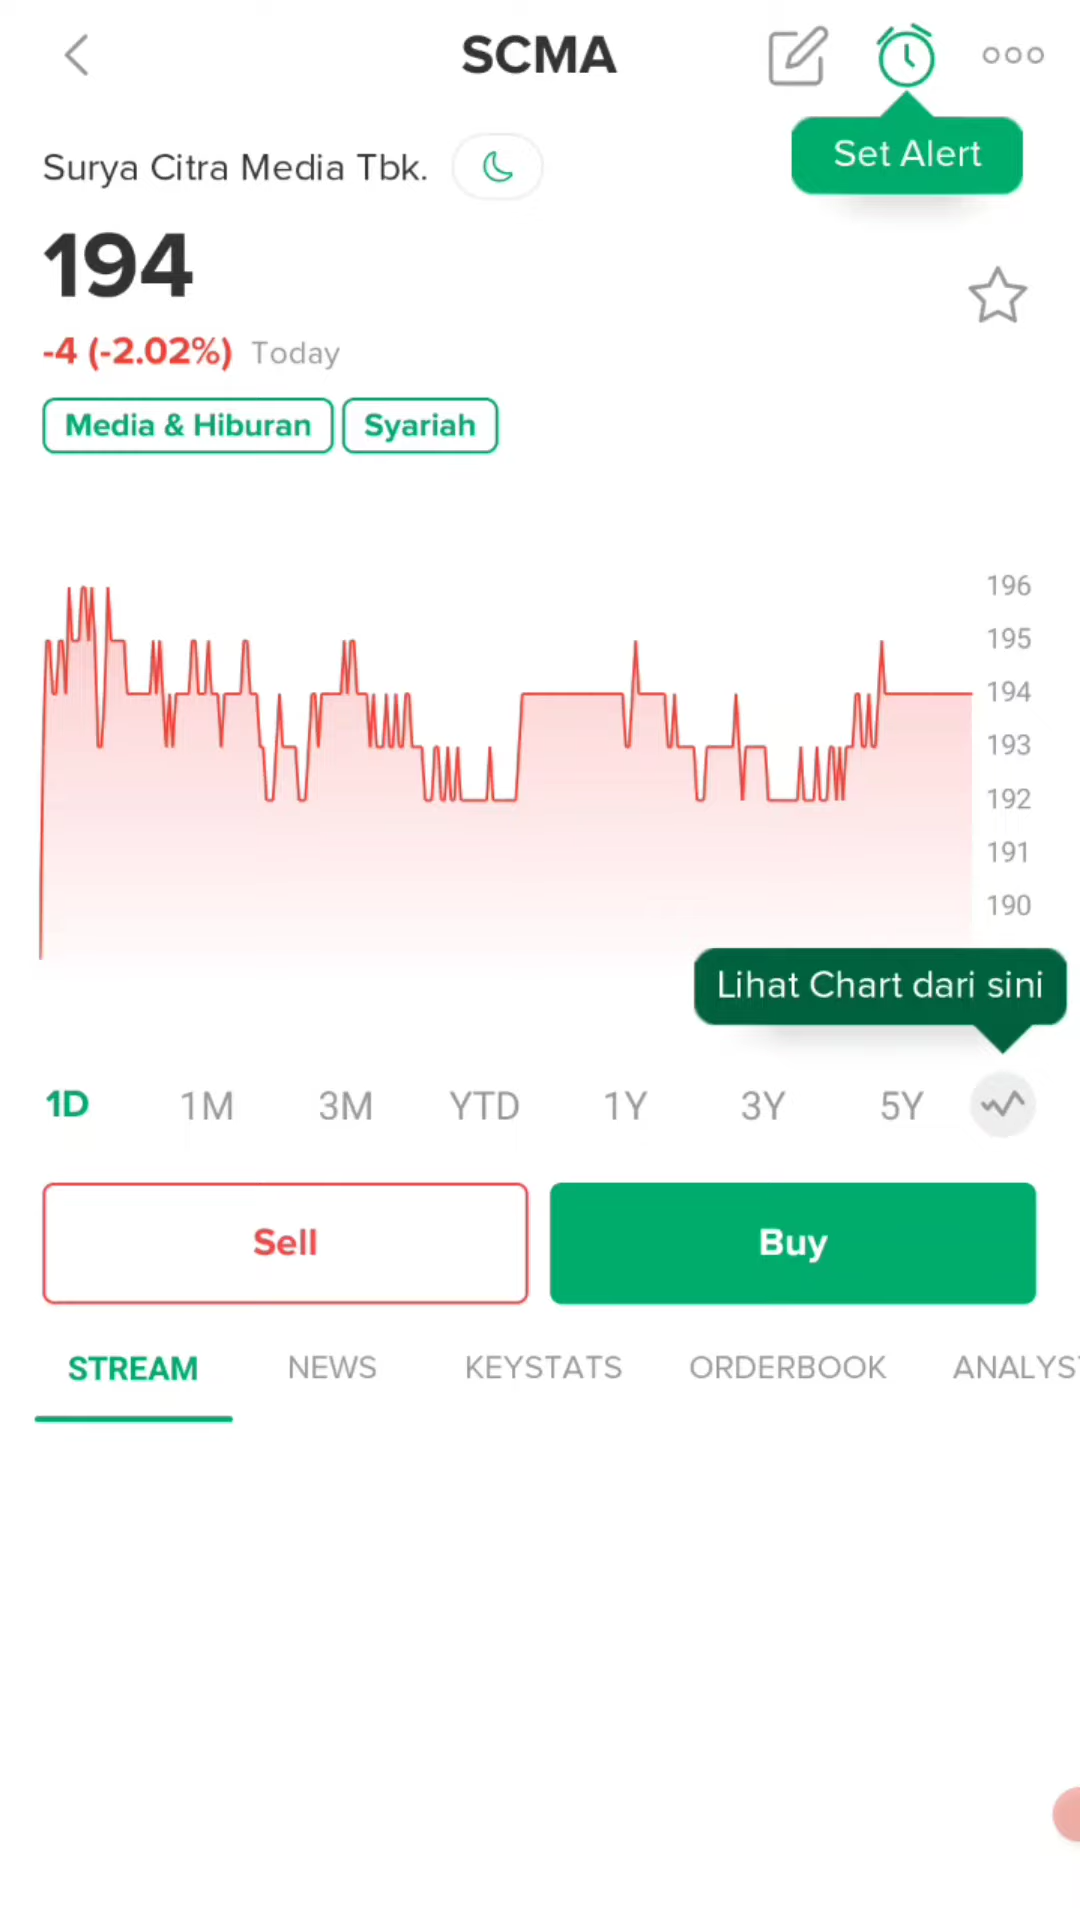 SCMA
Set Alert
Surya Citra Media Tbk.
194
-4 (-2.02%) Today
Media & Hiburan Syariah
196
195
194
193
192
191
190
Lihat Chart dari sini
1D 1M 3M YTD 1Y 3Y 5Y
Sell Buy
STREAM NEWS KEYSTATS ORDERBOOK ANALYS